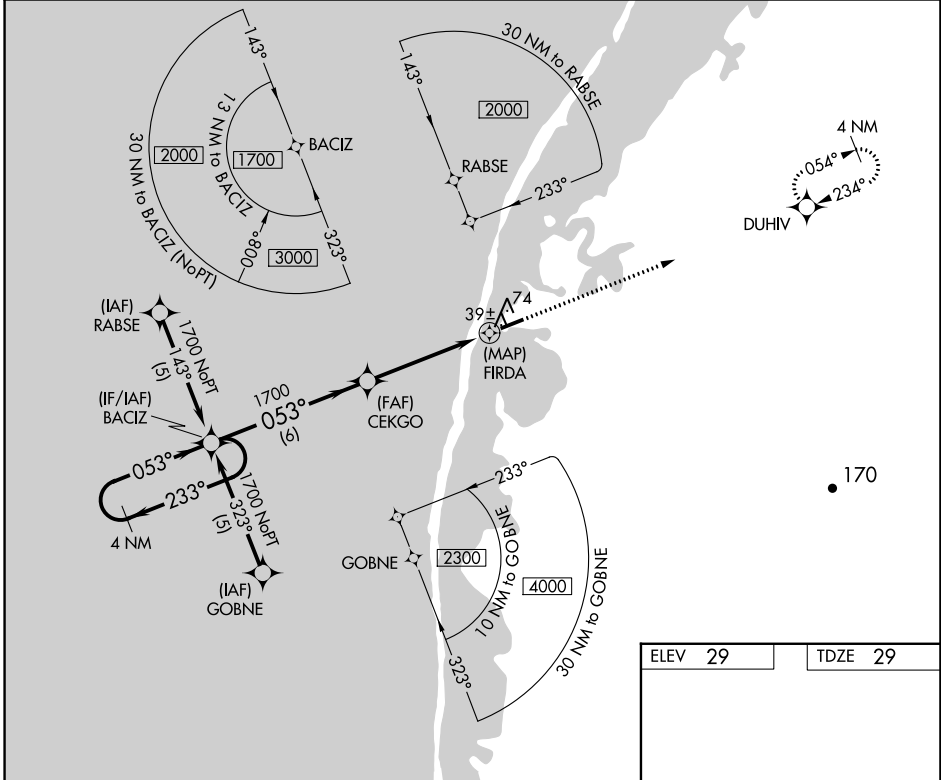 143°
2000
30 NM to BACIZ (NoPT)
13 NM to BACIZ
1700
BACIZ
008°
3000
323°
143°
30 NM to RABSE
2000
RABSE
233°
4 NM
054°
234°
DUHIV
(IAF)
RABSE
1700 NoPT
143°
(5)
(IF/IAF)
BACIZ
1700
053°
(6)
(FAF)
CEKGO
39±
74
(MAP)
FIRDA
053°
233°
4 NM
1700 NoPT
323°
(5)
(IAF)
GOBNE
233°
GOBNE
2300
10 NM to GOBNE
4000
30 NM to GOBNE
323°
170
ELEV 29
TDZE 29